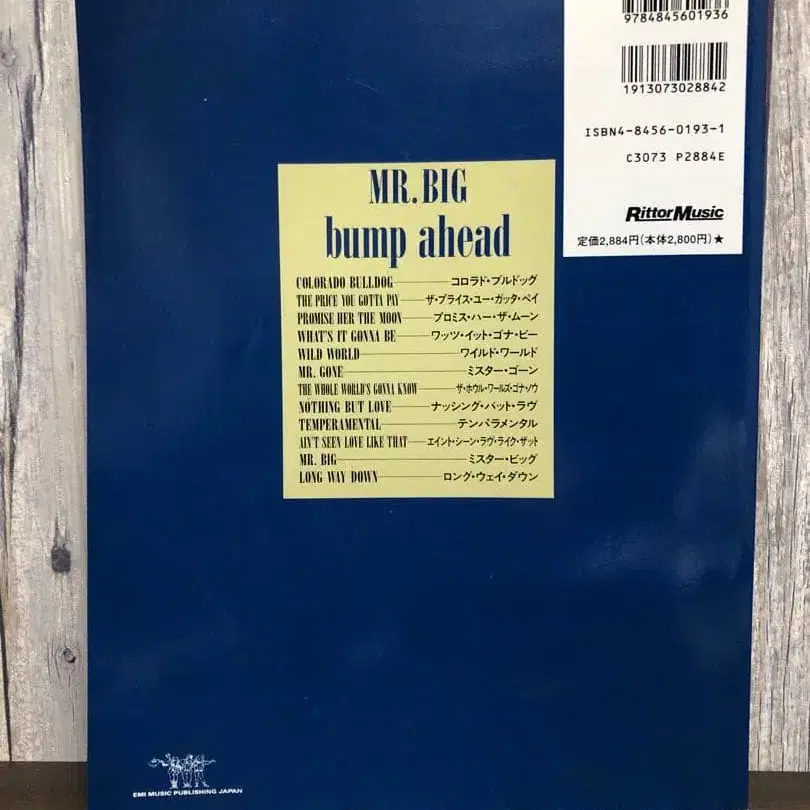 9784845601936
1913073028842
ISBN4-8456-0193-1
C3073 P2884E
RittorMusic
定価2,884円(本体2,800円)★
MR. BIG
bump ahead
COLORADO BULLDOG コロラド・ブルドッグ
THE PRICE YOU GOTTA PAY ザ・プライス・ユー・ガッタ・ペイ
PROMISE HER THE MOON プロミス・ハー・ザ・ムーン
WHAT'S IT GONNA BE ワッツ・イット・ゴナ・ビー
WILD WORLD ワイルド・ワールド
MR. GONE ミスター・ゴーン
THE WHOLE WORLD'S GONNA KNOW ザ・ホウル・ワールズ・ゴナ・ノウ
NOTHING BUT LOVE ナッシング・バット・ラヴ
TEMPERAMENTAL テンパラメンタル
AIN'T SEEN LOVE LIKE THAT エイント・シーン・ラヴ・ライク・ザット
MR. BIG ミスター・ビッグ
LONG WAY DOWN ロング・ウェイ・ダウン
EMI MUSIC PUBLISHING JAPAN